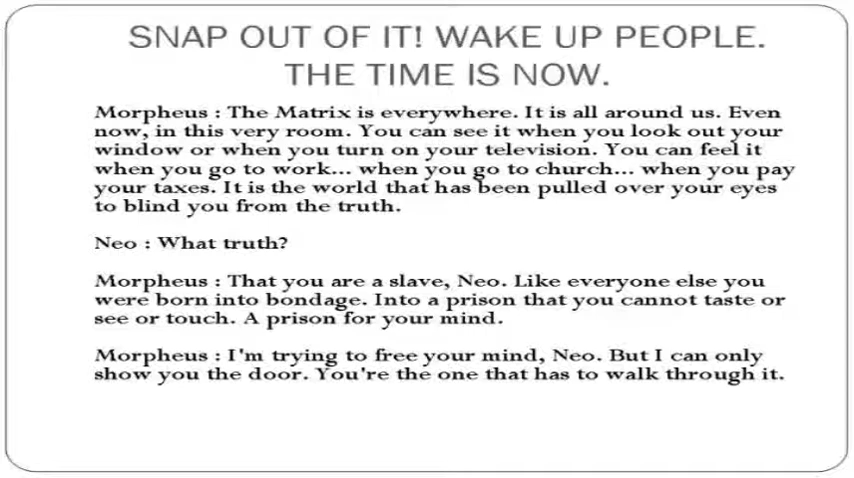 SNAP OUT OF IT! WAKE UP PEOPLE.
THE TIME IS NOW.
Morpheus : The Matrix is everywhere. It is all around us. Even
now, in this very room. You can see it when you look out your
window or when you turn on your television. You can feel it
when you go to work... when you go to church... when you pay
your taxes. It is the world that has been pulled over your eyes
to blind you from the truth.
Neo : What truth?
Morpheus : That you are a slave, Neo. Like everyone else you
were born into bondage. Into a prison that you cannot taste or
see or touch. A prison for your mind.
Morpheus : I'm trying to free your mind, Neo. But I can only
show you the door. You're the one that has to walk through it.